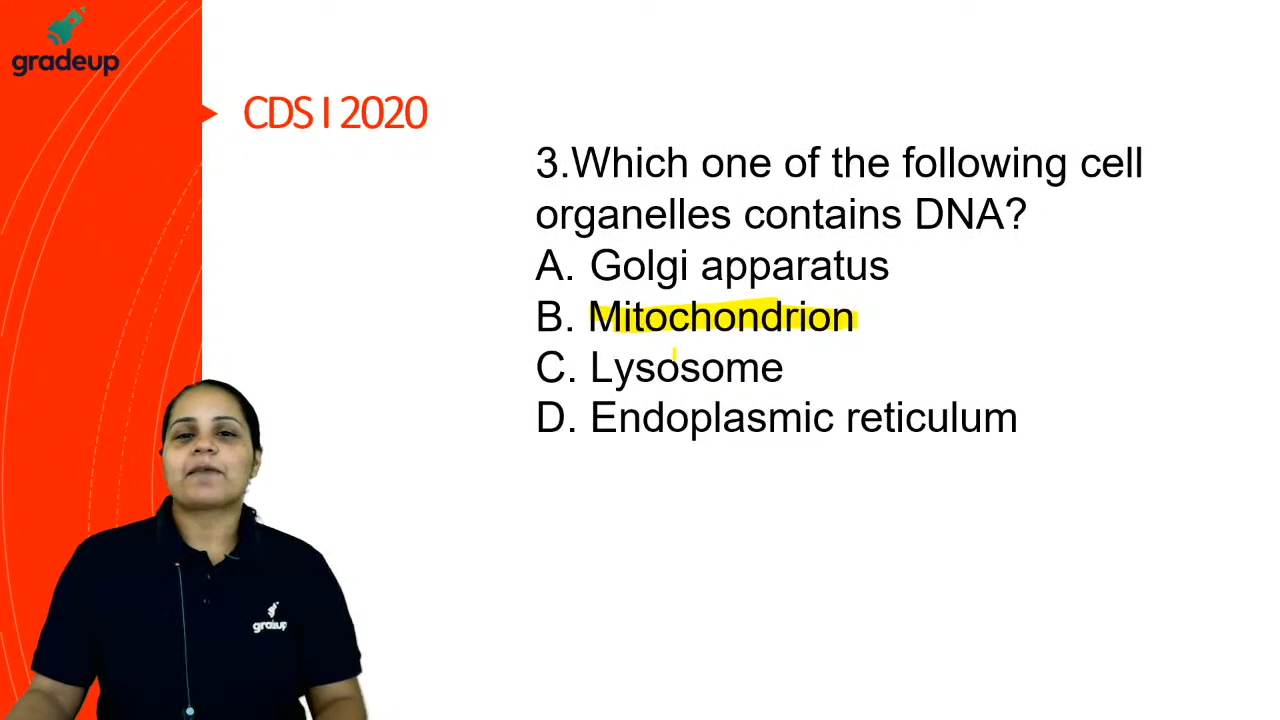 gradeup
CDS I 2020
3.Which one of the following cell
organelles contains DNA?
A. Golgi apparatus
B. Mitochondrion
C. Lysosome
D. Endoplasmic reticulum
gradeup